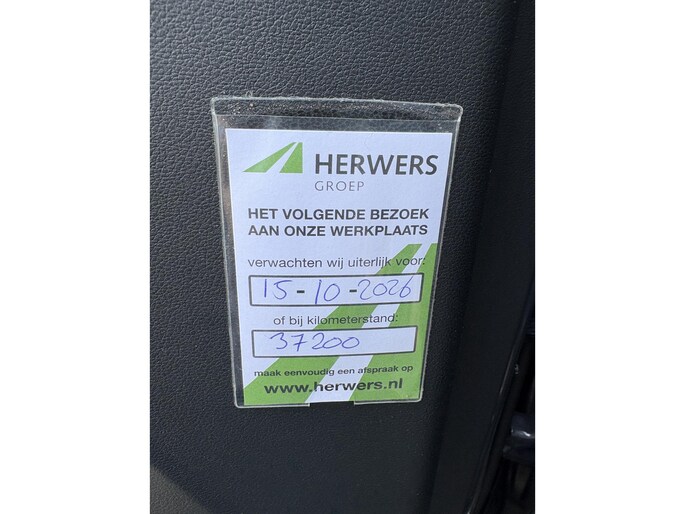 HERWERS
GROEP
HET VOLGENDE BEZOEK
AAN ONZE WERKPLAATS
verwachten wij uiterlijk voor:
15-10-2026
of bij kilometerstand:
37200
maak eenvoudig een afspraak op
www.herwers.nl